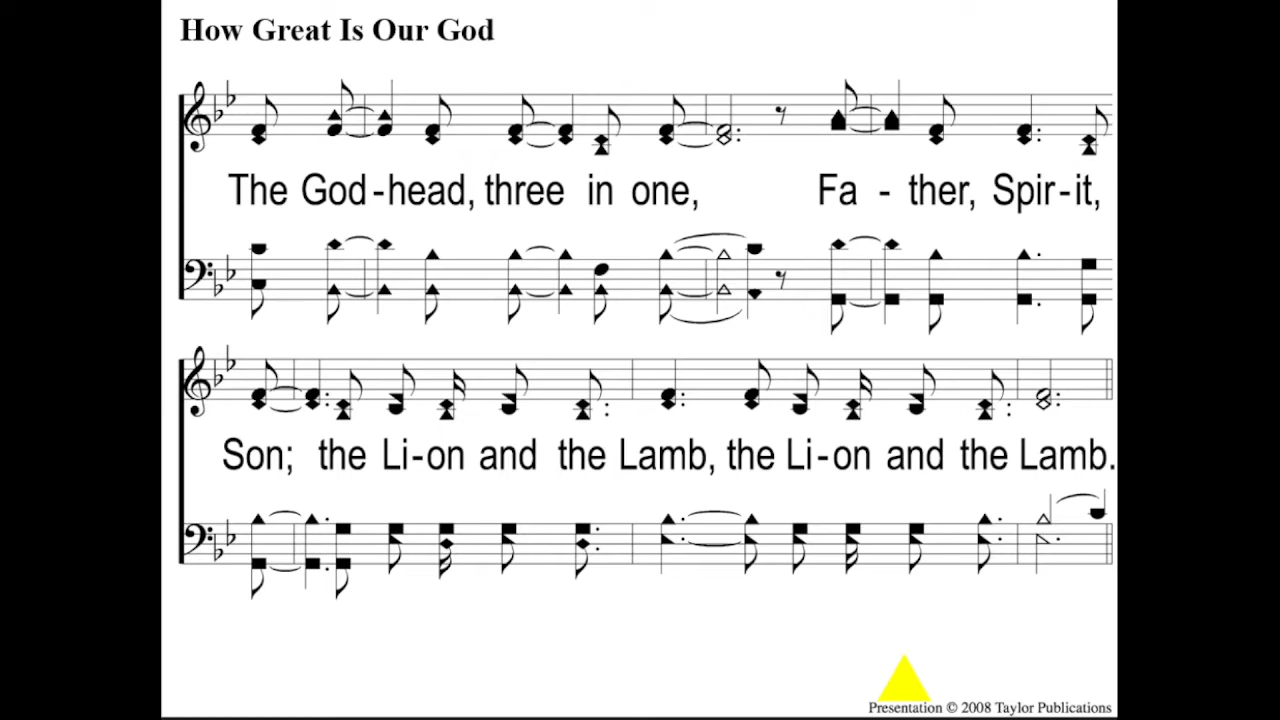 How Great Is Our God
The God-head, three in one, Fa - ther, Spir-it,
Son; the Li-on and the Lamb, the Li-on and the Lamb.
Presentation © 2008 Taylor Publications